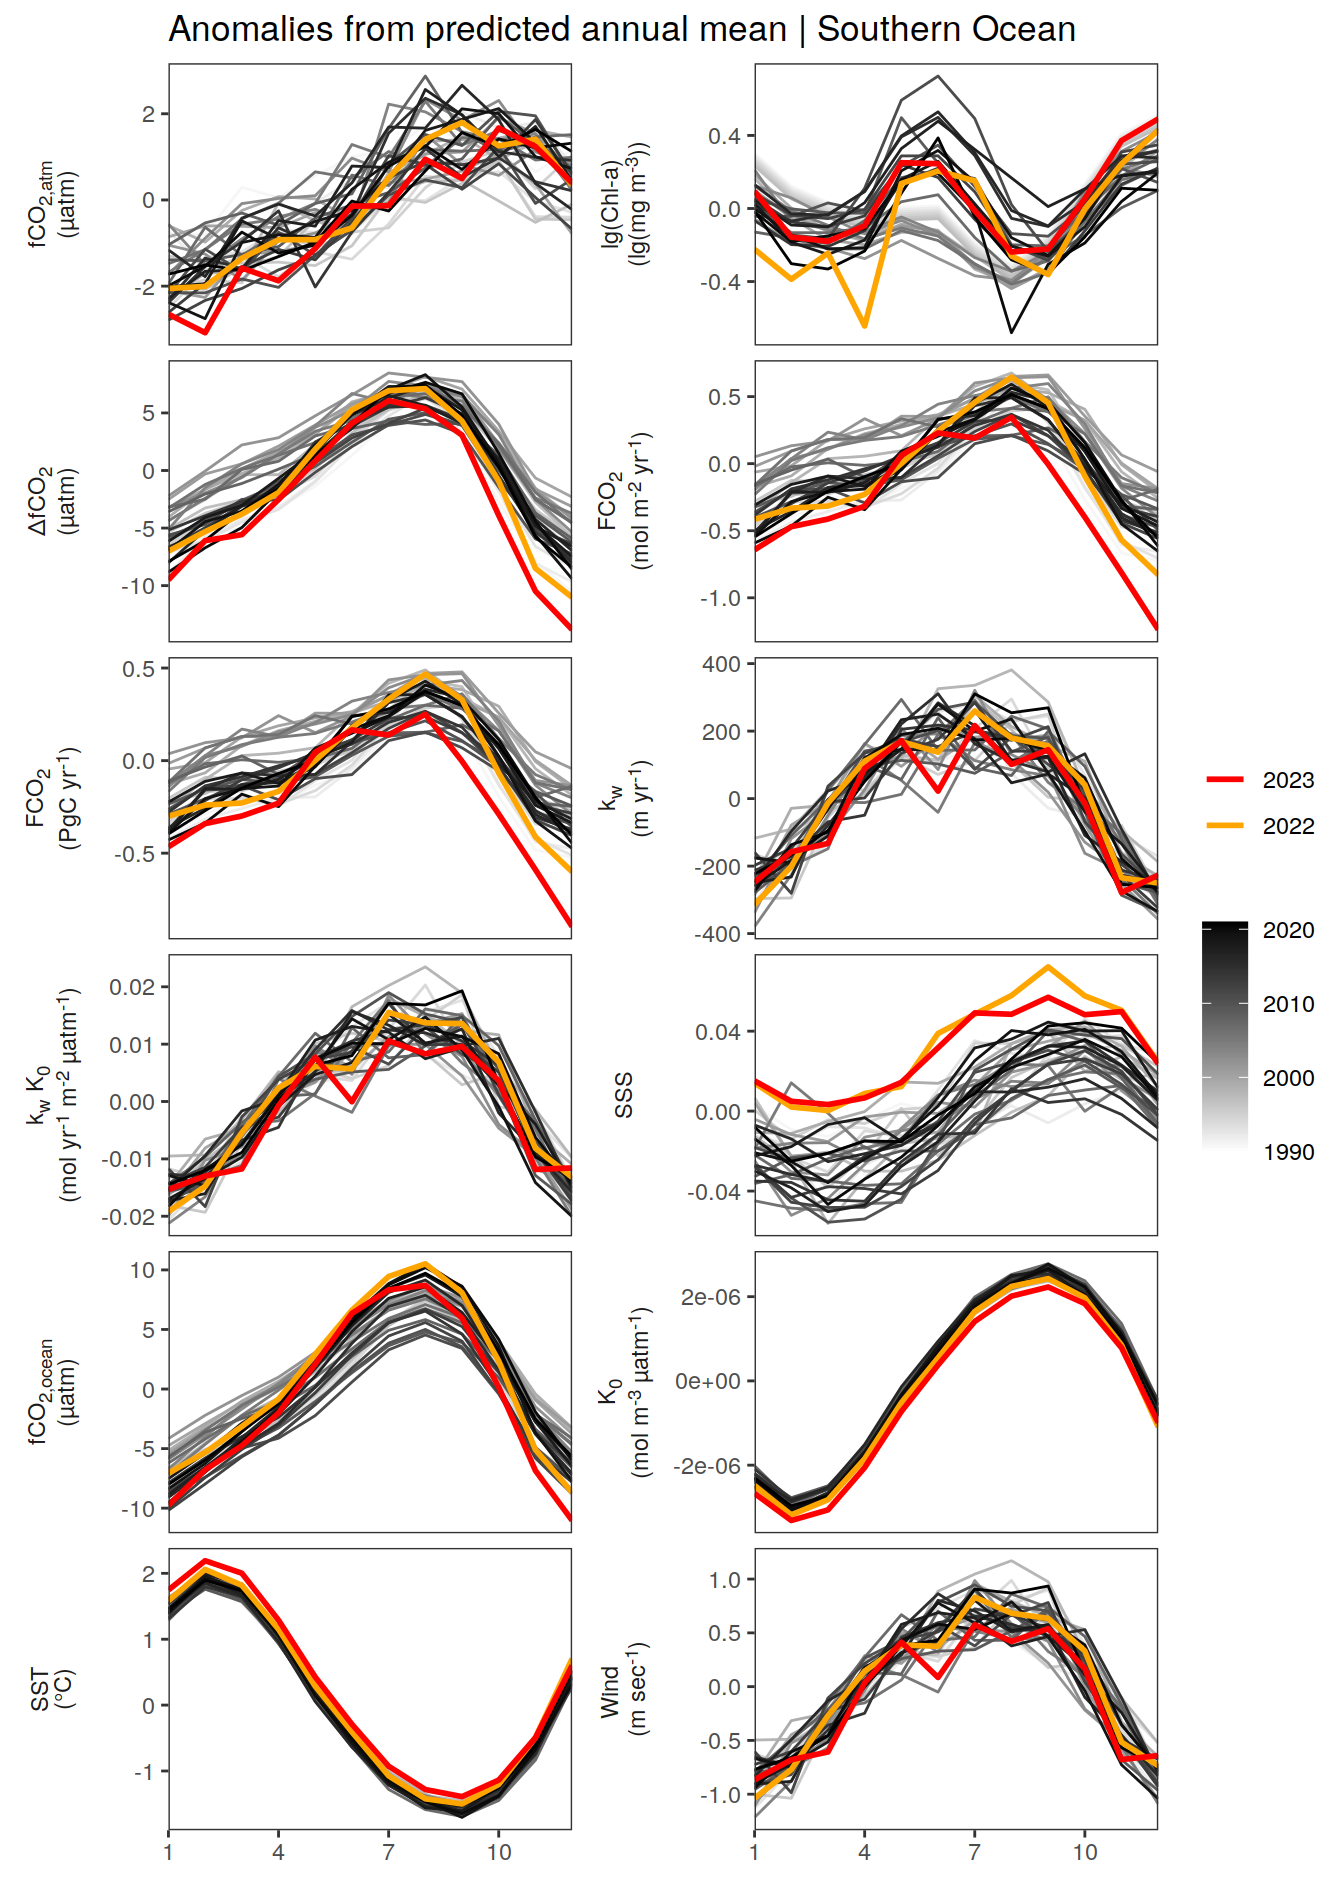 Anomalies from predicted annual mean | Southern Ocean
fCO2,atm
(µatm)
2
0
-2
lg(Chl-a)
(lg(mg m-3))
0.4
0.0
-0.4
ΔfCO2
(µatm)
5
0
-5
-10
FCO2
(mol m-2 yr-1)
0.5
0.0
-0.5
-1.0
FCO2
(PgC yr-1)
0.5
0.0
-0.5
kw
(m yr-1)
400
200
0
-200
-400
kw K0
(mol yr-1 m-2 µatm-1)
0.02
0.01
0.00
-0.01
-0.02
SSS
0.04
0.00
-0.04
fCO2,ocean
(µatm)
10
5
0
-5
-10
K0
(mol m-3 µatm-1)
2e-06
0e+00
-2e-06
SST
(°C)
2
1
0
-1
1 4 7 10
Wind
(m sec-1)
1.0
0.5
0.0
-0.5
-1.0
1 4 7 10
2023
2022
2020
2010
2000
1990